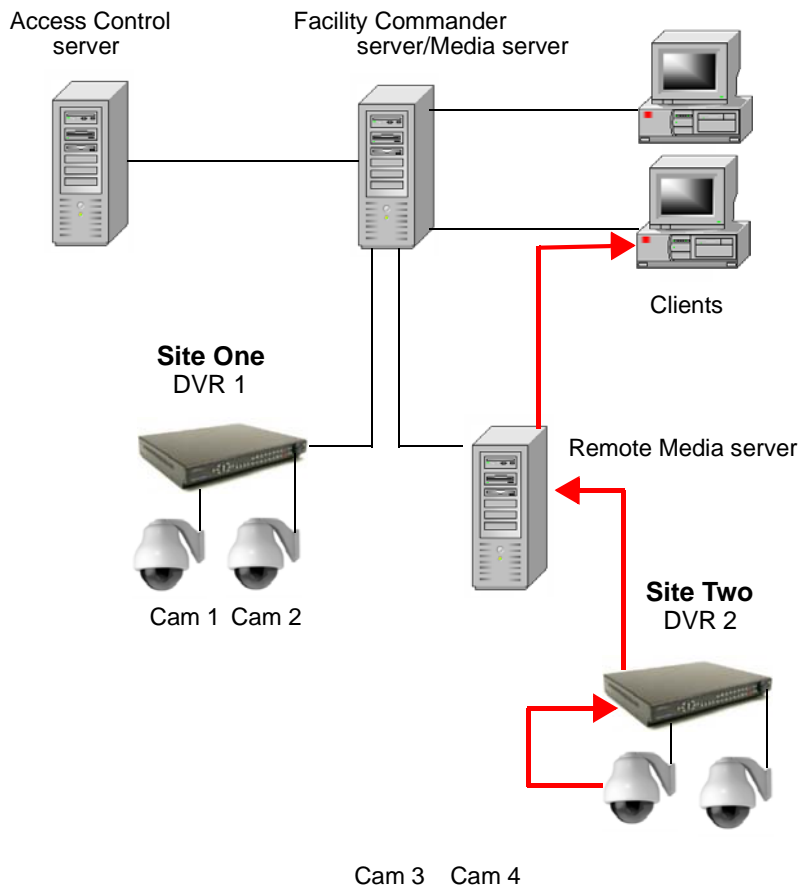 Access Control
server
Facility Commander
server/Media server
Clients
Site One
DVR 1
Remote Media server
Cam 1 Cam 2
Site Two
DVR 2
Cam 3 Cam 4